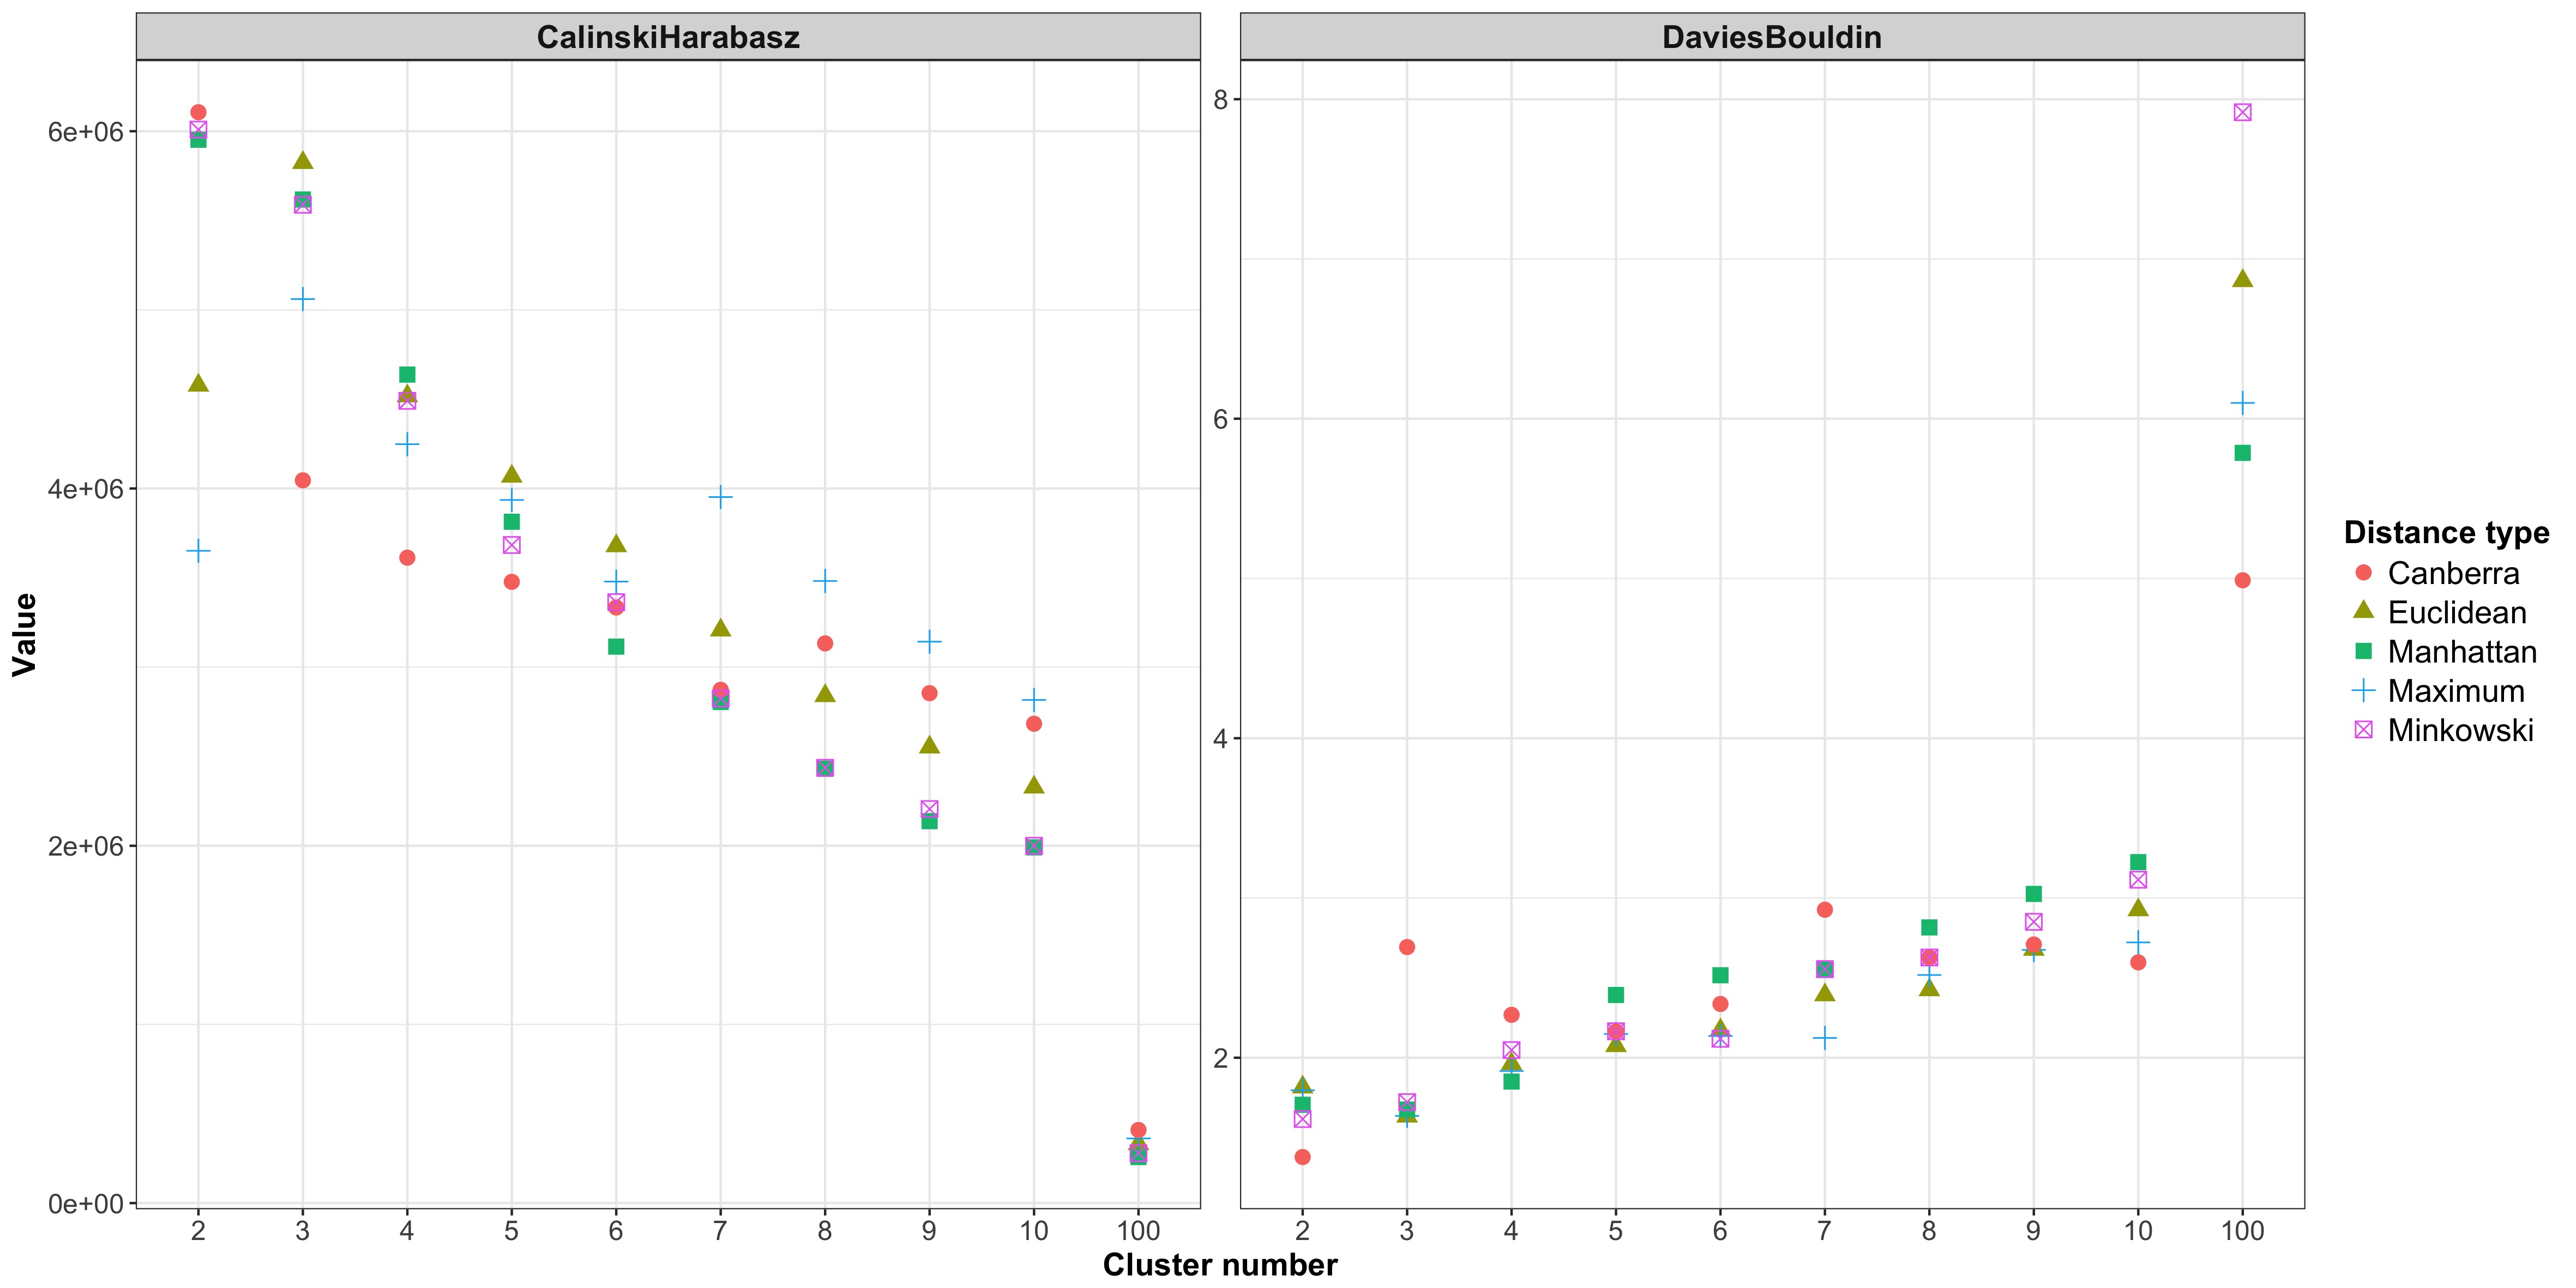 CalinskiHarabasz
DaviesBouldin
Value
6e+06
4e+06
2e+06
0e+00
2 3 4 5 6 7 8 9 10 100
8
6
4
2
2 3 4 5 6 7 8 9 10 100
Cluster number
Distance type
Canberra
Euclidean
Manhattan
Maximum
Minkowski